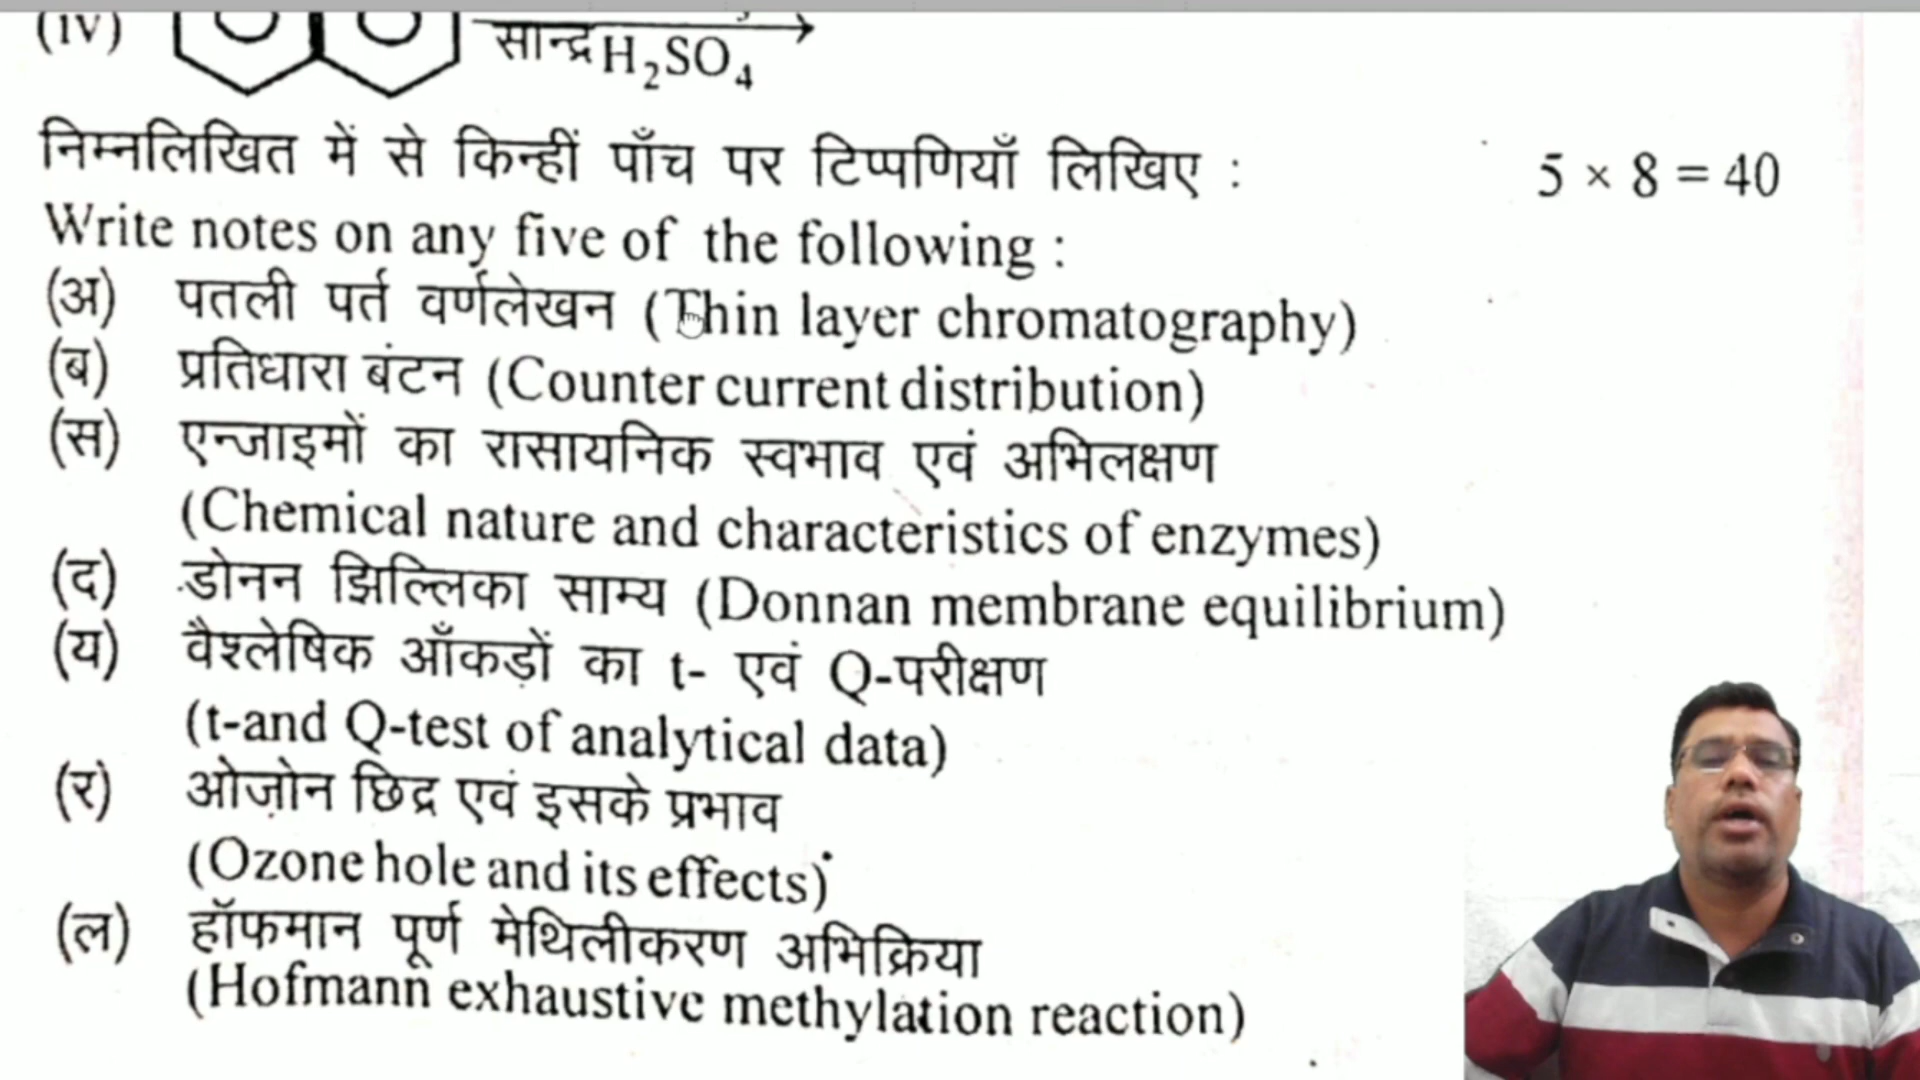 (iv) सान्द्र H₂SO₄
निम्नलिखित में से किन्हीं पाँच पर टिप्पणियाँ लिखिए : 5 × 8 = 40
Write notes on any five of the following :
(अ) पतली पर्त वर्णलेखन (Thin layer chromatography)
(ब) प्रतिधारा बंटन (Counter current distribution)
(स) एन्जाइमों का रासायनिक स्वभाव एवं अभिलक्षण
(Chemical nature and characteristics of enzymes)
(द) डोनन झिल्लिका साम्य (Donnan membrane equilibrium)
(य) वैश्लेषिक आँकड़ों का t- एवं Q-परीक्षण
(t-and Q-test of analytical data)
(र) ओज़ोन छिद्र एवं इसके प्रभाव
(Ozone hole and its effects)
(ल) हॉफमान पूर्ण मेथिलीकरण अभिक्रिया
(Hofmann exhaustive methylation reaction)